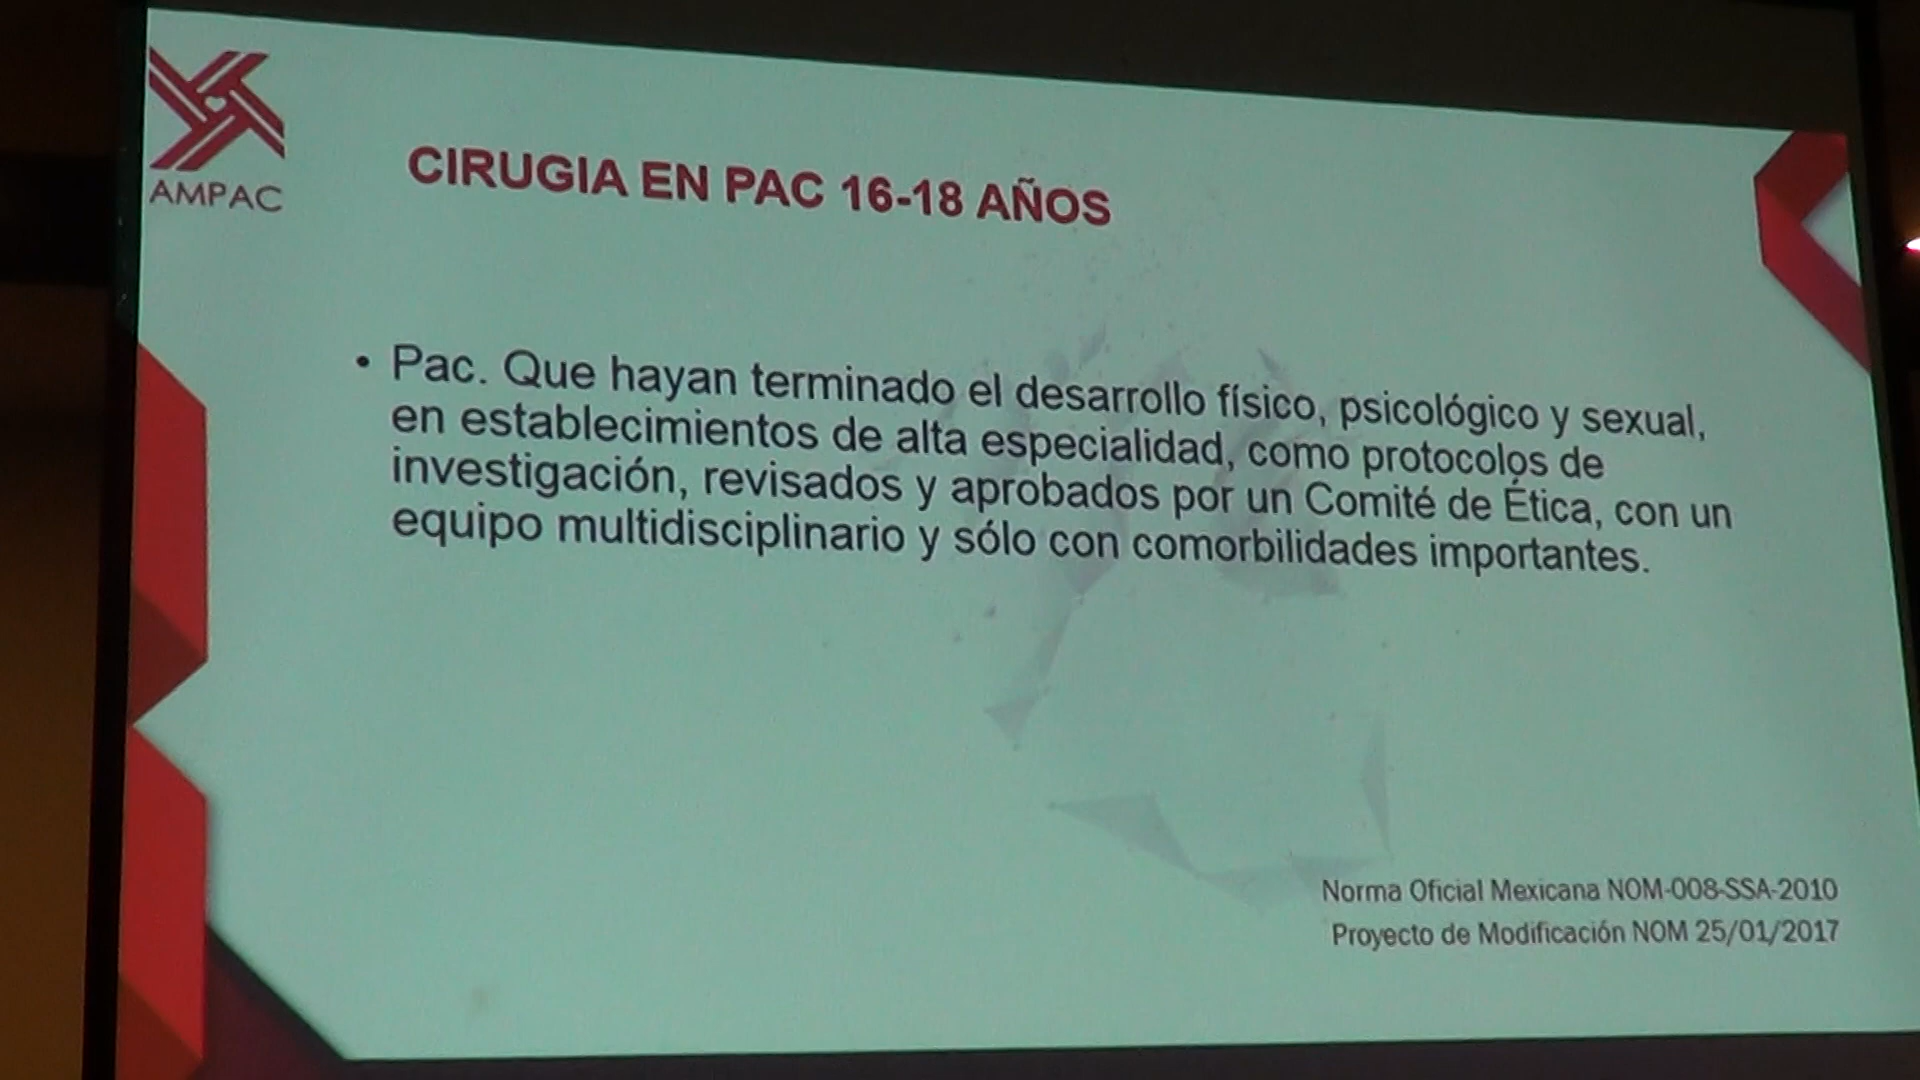 AMPAC
CIRUGIA EN PAC 16-18 AÑOS
• Pac. Que hayan terminado el desarrollo físico, psicológico y sexual,
en establecimientos de alta especialidad, como protocolos de
investigación, revisados y aprobados por un Comité de Ética, con un
equipo multidisciplinario y sólo con comorbilidades importantes.
Norma Oficial Mexicana NOM-008-SSA-2010
Proyecto de Modificación NOM 25/01/2017